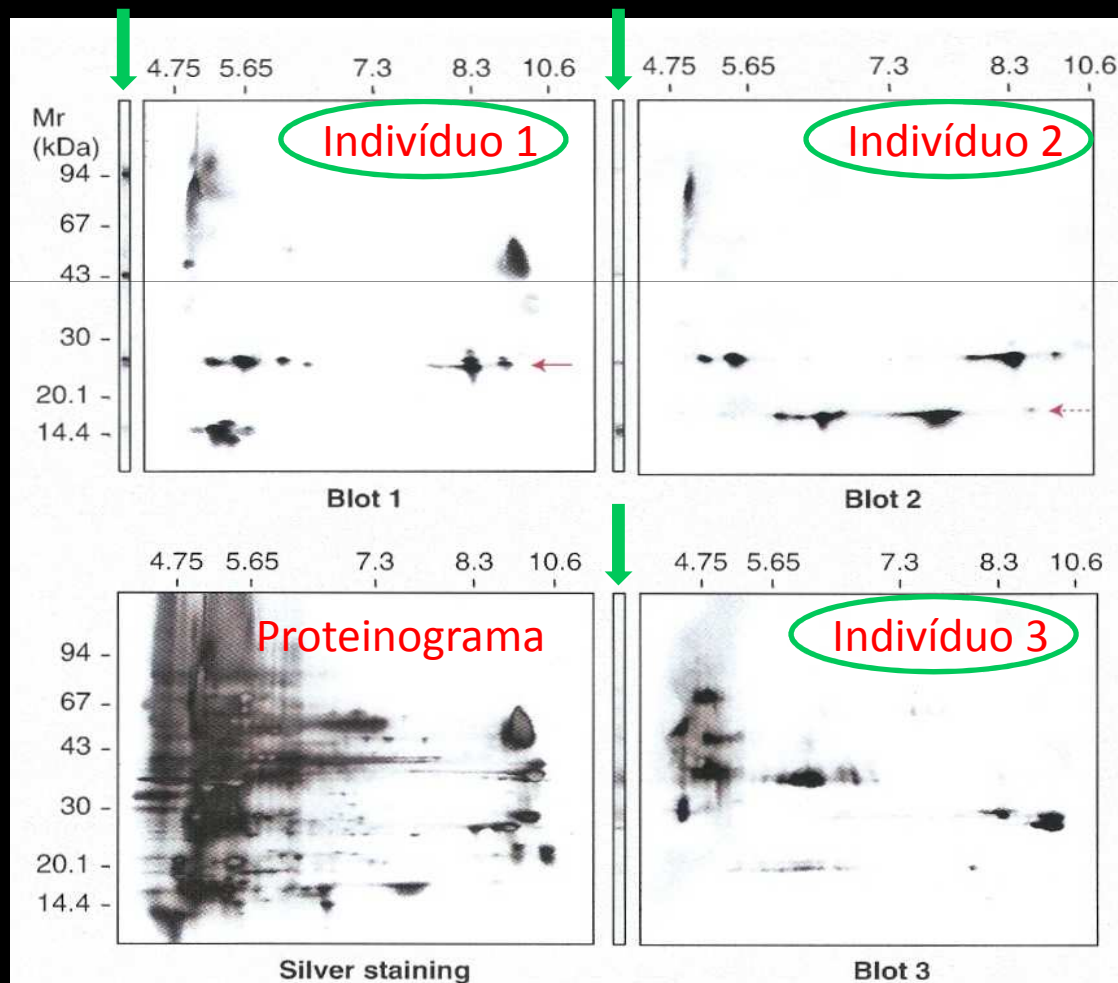 4.75 5.65 7.3 8.3 10.6
4.75 5.65 7.3 8.3 10.6
Mr
(kDa)
94 -
67 -
43 -
30 -
20.1 -
14.4 -
Indivíduo 1
Indivíduo 2
Blot 1
Blot 2
4.75 5.65 7.3 8.3 10.6
4.75 5.65 7.3 8.3 10.6
94 -
67 -
43 -
30 -
20.1 -
14.4 -
Proteinograma
Indivíduo 3
Silver staining
Blot 3